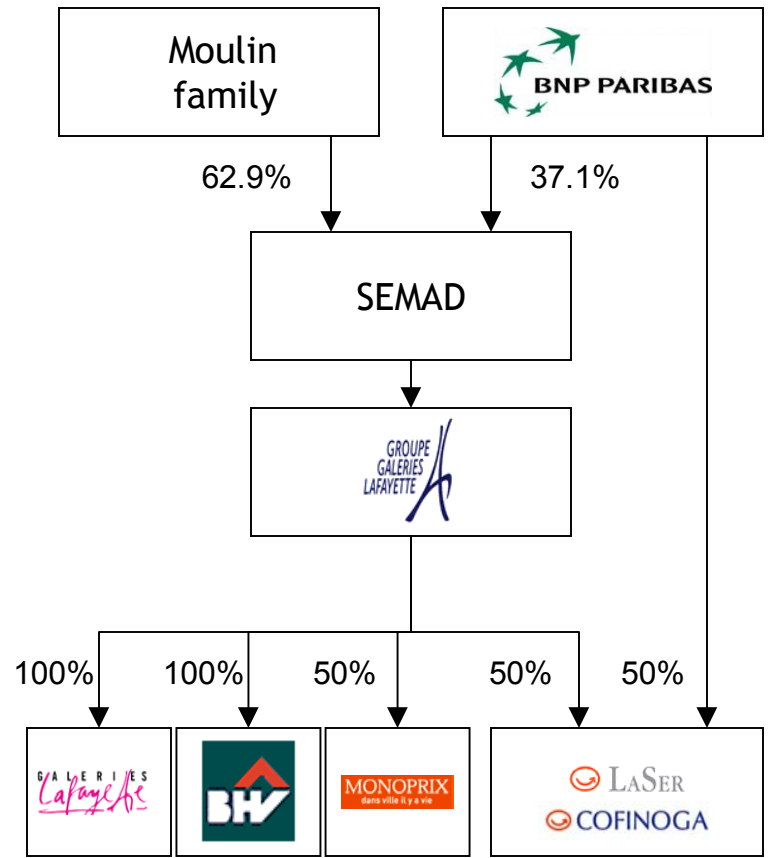 Moulin
family
BNP PARIBAS
62.9%
37.1%
SEMAD
GROUPE
GALERIES
LAFAYETTE
100%
100%
50%
50%
50%
GALERIES
Lafayette
BHV
MONOPRIX
dans ville il y a vie
LASER
COFINOGA